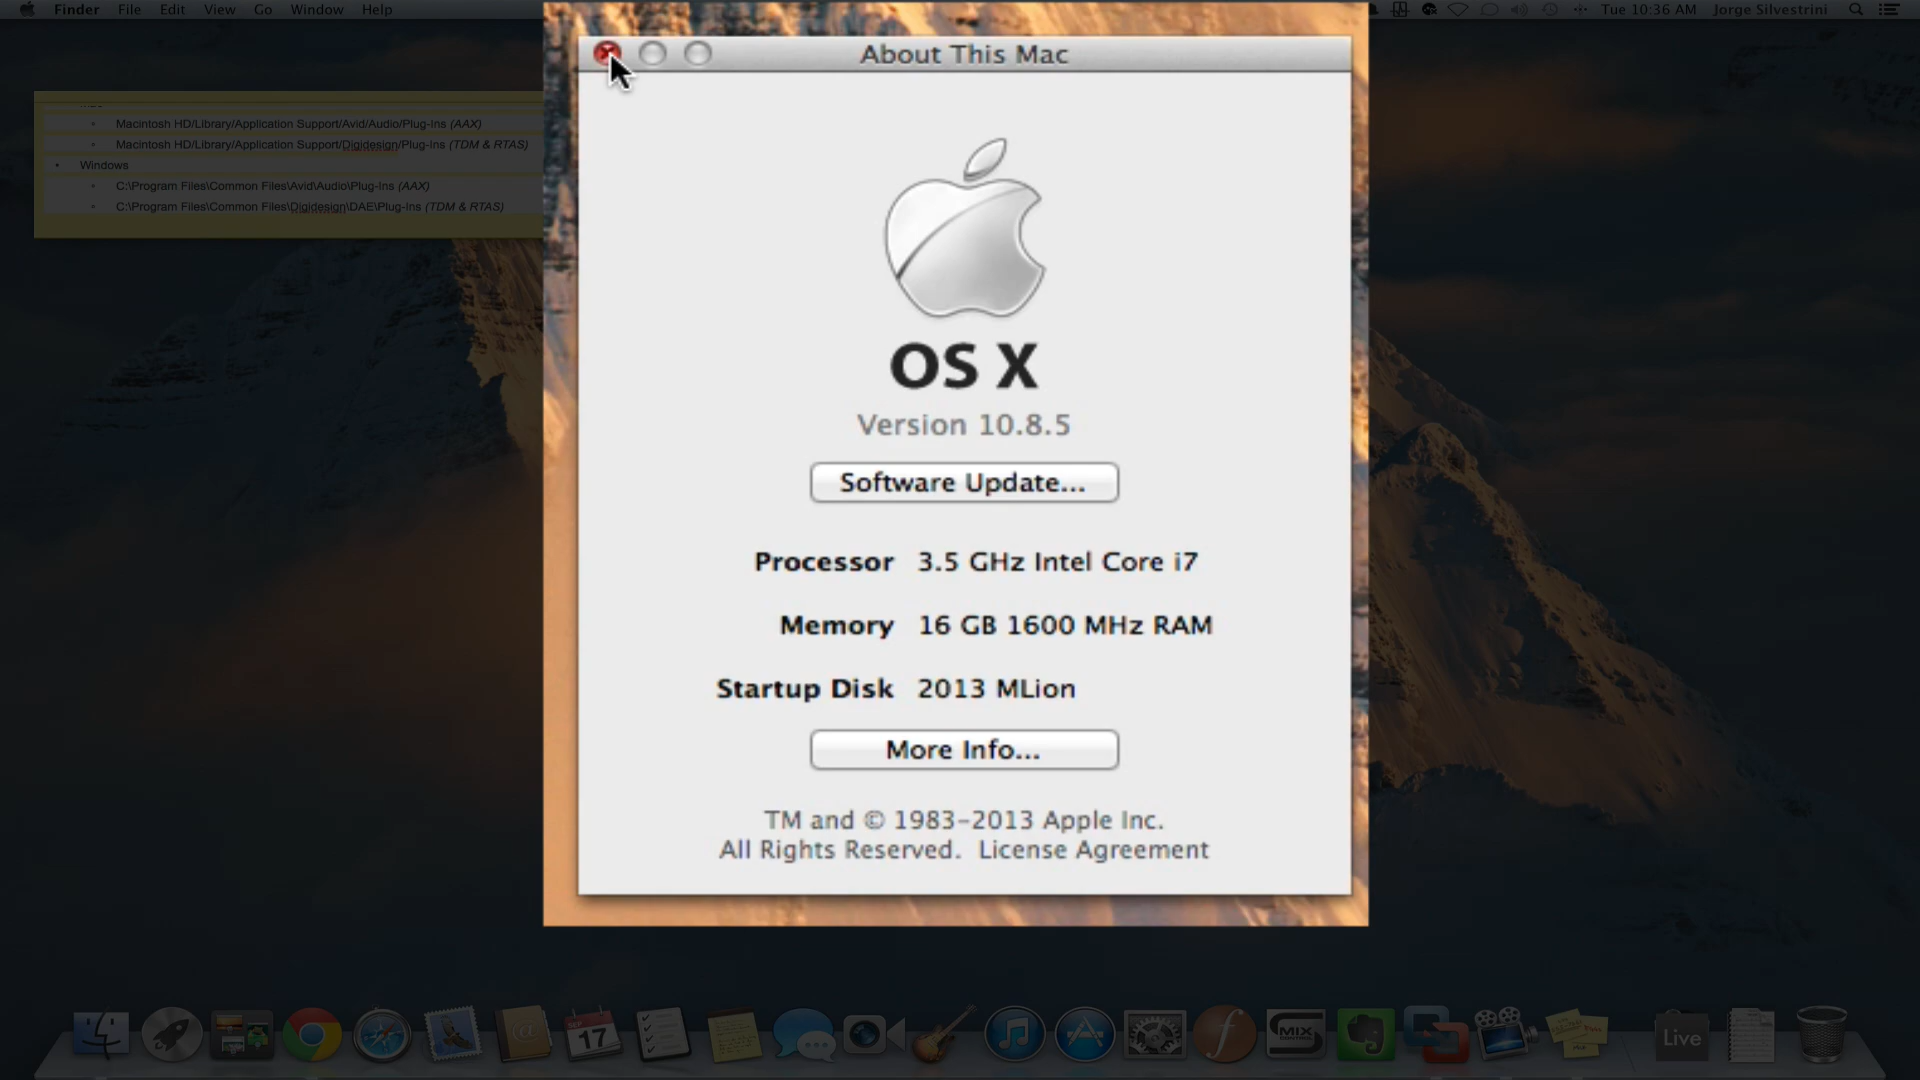 Finder File Edit View Go Window Help
Tue 10:36 AM Jorge Silvestrini
About This Mac
• Macintosh HD/Library/Application Support/Avid/Audio/Plug-Ins (AAX)
• Macintosh HD/Library/Application Support/Digidesign/Plug-Ins (TDM & RTAS)
• Windows
• C:\Program Files\Common Files\Avid\Audio\Plug-Ins (AAX)
• C:\Program Files\Common Files\Digidesign\DAE\Plug-Ins (TDM & RTAS)
OS X
Version 10.8.5
Software Update...
Processor 3.5 GHz Intel Core i7
Memory 16 GB 1600 MHz RAM
Startup Disk 2013 MLion
More Info...
TM and © 1983-2013 Apple Inc.
All Rights Reserved. License Agreement
SEP
17
MIX
CONTROL
Live